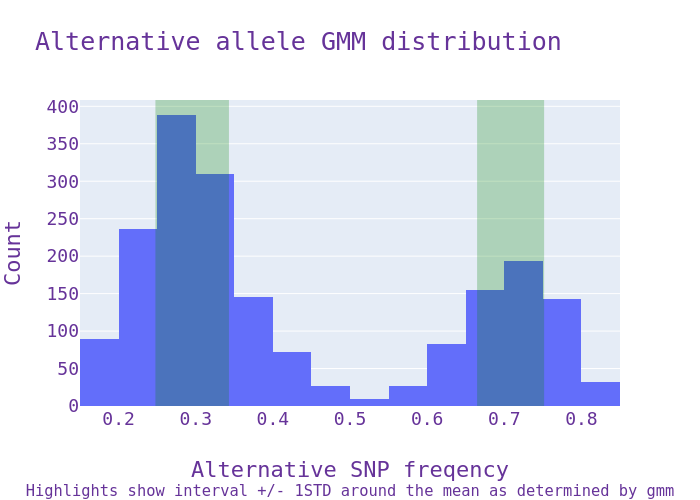 Alternative allele GMM distribution
Count
400
350
300
250
200
150
100
50
0
0.2 0.3 0.4 0.5 0.6 0.7 0.8
Alternative SNP freqency
Highlights show interval +/- 1STD around the mean as determined by gmm